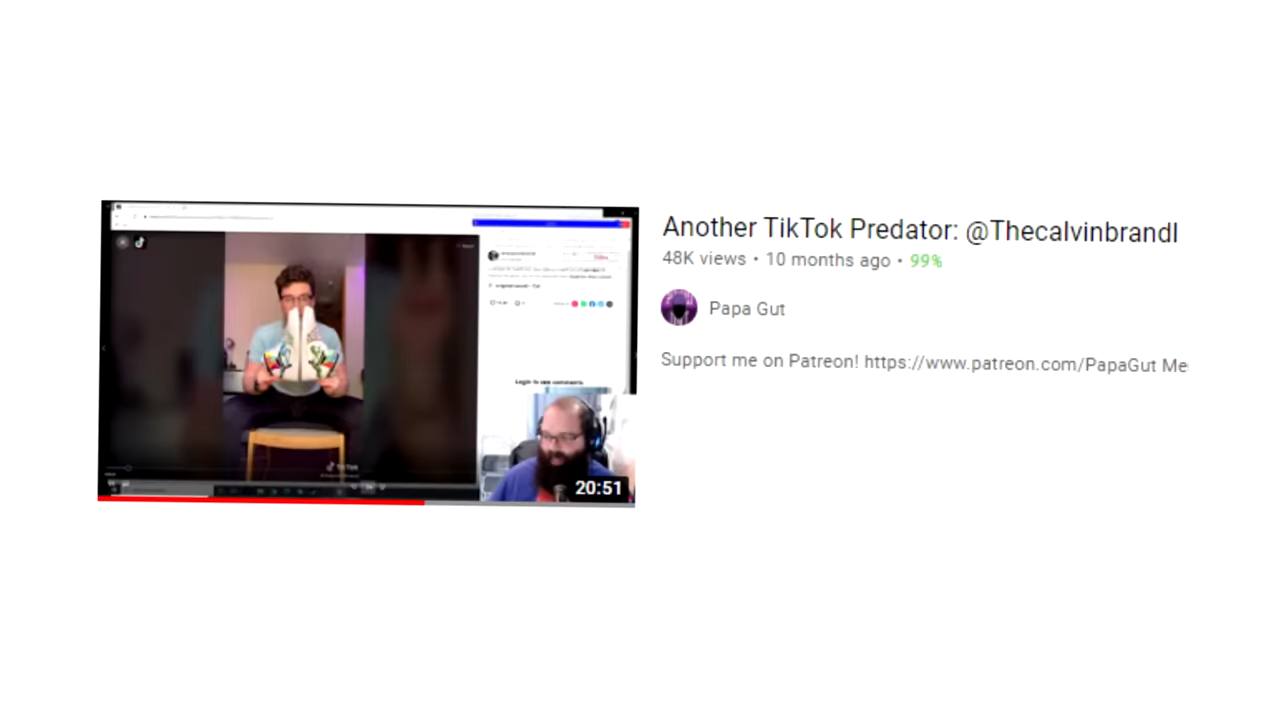 Another TikTok Predator: @Thecalvinbrandl
48K views • 10 months ago • 99%
Papa Gut
Support me on Patreon! https://www.patreon.com/PapaGut Me
Login to see comments
TikTok
20:51